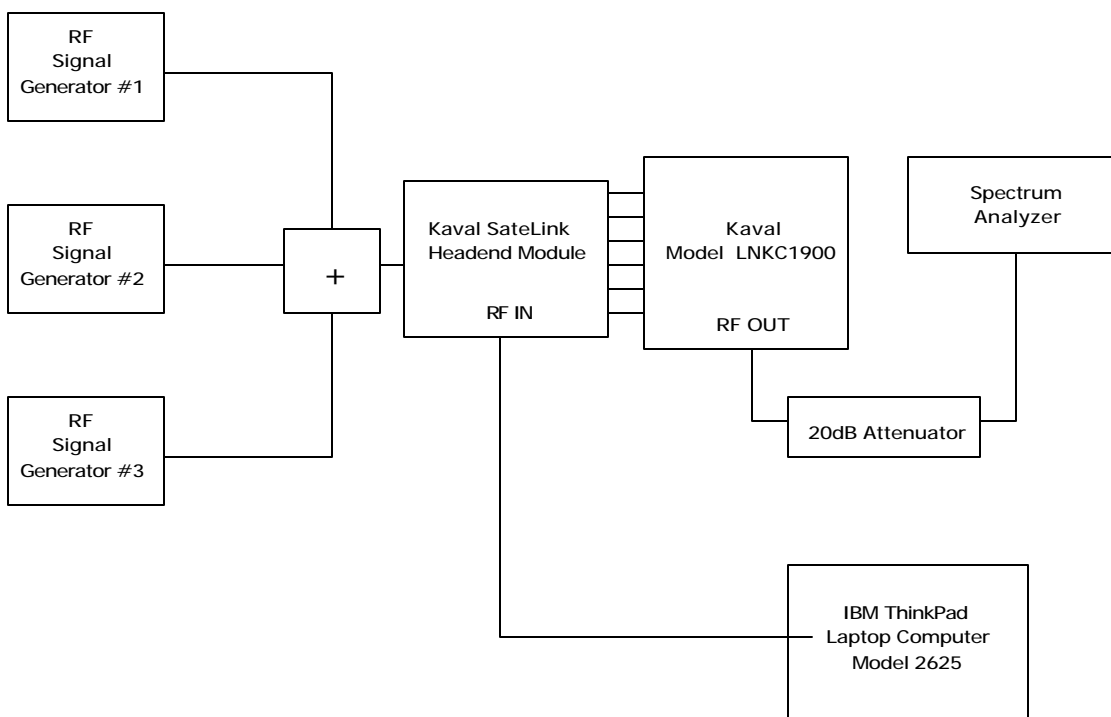 RF
Signal
Generator #1
RF
Signal
Generator #2
RF
Signal
Generator #3
+
Kaval SateLink
Headend Module
RF IN
Kaval
Model LNKC1900
RF OUT
Spectrum
Analyzer
20dB Attenuator
IBM ThinkPad
Laptop Computer
Model 2625